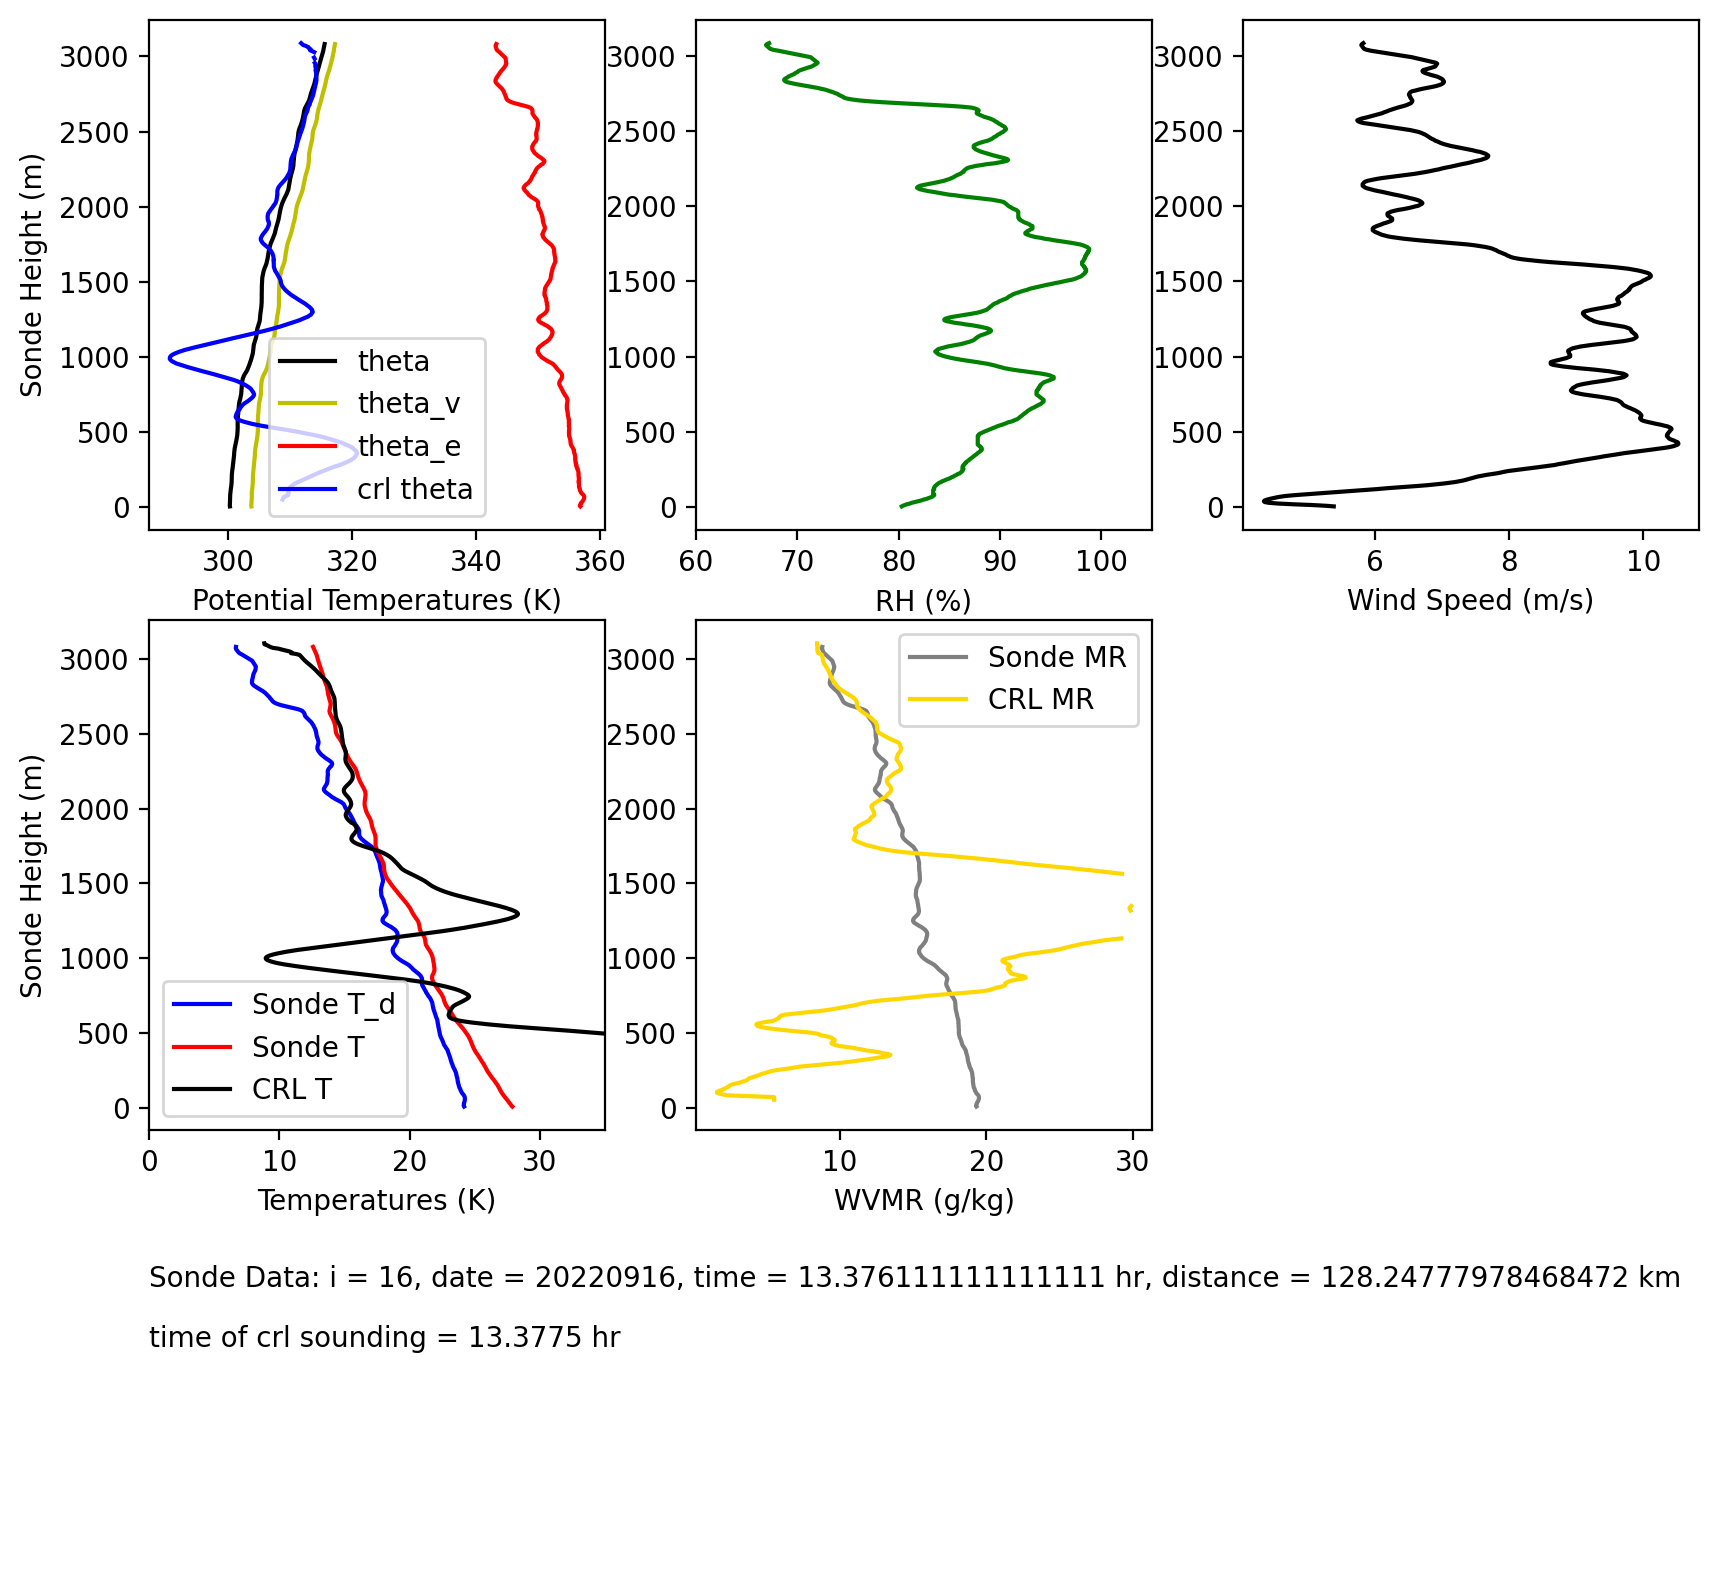 3000
2500
2000
1500
1000
500
0
Sonde Height (m)
theta
theta_v
theta_e
crl theta
300 320 340 360
Potential Temperatures (K)
3000
2500
2000
1500
1000
500
0
60 70 80 90 100
RH (%)
3000
2500
2000
1500
1000
500
0
6 8 10
Wind Speed (m/s)
3000
2500
2000
1500
1000
500
0
Sonde Height (m)
Sonde T_d
Sonde T
CRL T
0 10 20 30
Temperatures (K)
3000
2500
2000
1500
1000
500
0
Sonde MR
CRL MR
10 20 30
WVMR (g/kg)
Sonde Data: i = 16, date = 20220916, time = 13.376111111111111 hr, distance = 128.24777978468472 km
time of crl sounding = 13.3775 hr